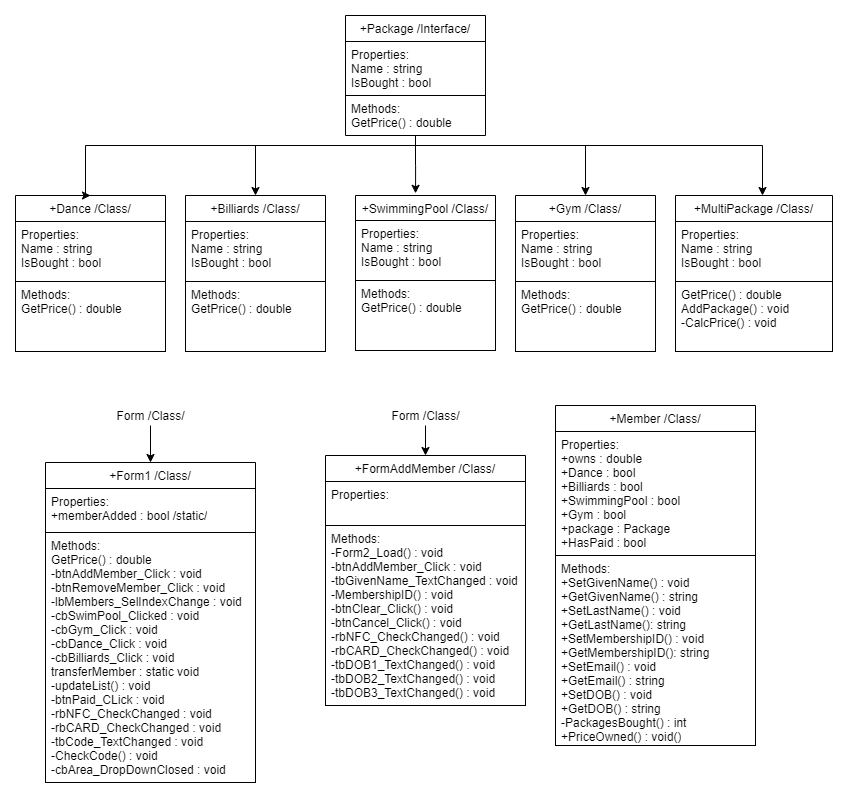 +Package /Interface/
Properties:
Name : string
IsBought : bool
Methods:
GetPrice() : double
+Dance /Class/
Properties:
Name : string
IsBought : bool
Methods:
GetPrice() : double
+Billiards /Class/
Properties:
Name : string
IsBought : bool
Methods:
GetPrice() : double
+SwimmingPool /Class/
Properties:
Name : string
IsBought : bool
Methods:
GetPrice() : double
+Gym /Class/
Properties:
Name : string
IsBought : bool
Methods:
GetPrice() : double
+MultiPackage /Class/
Properties:
Name : string
IsBought : bool
GetPrice() : double
AddPackage() : void
-CalcPrice() : void
Form /Class/
+Form1 /Class/
Properties:
+memberAdded : bool /static/
Methods:
GetPrice() : double
-btnAddMember_Click : void
-btnRemoveMember_Click : void
-lbMembers_SelIndexChange : void
-cbSwimPool_Clicked : void
-cbGym_Click : void
-cbDance_Click : void
-cbBilliards_Click : void
transferMember : static void
-updateList() : void
-btnPaid_CLick : void
-rbNFC_CheckChanged : void
-rbCARD_CheckChanged : void
-tbCode_TextChanged : void
-CheckCode() : void
-cbArea_DropDownClosed : void
Form /Class/
+FormAddMember /Class/
Properties:
Methods:
-Form2_Load() : void
-btnAddMember_Click : void
-tbGivenName_TextChanged : void
-MembershipID() : void
-btnClear_Click() : void
-btnCancel_Click() : void
-rbNFC_CheckChanged() : void
-rbCARD_CheckChanged() : void
-tbDOB1_TextChanged() : void
-tbDOB2_TextChanged() : void
-tbDOB3_TextChanged() : void
+Member /Class/
Properties:
+owns : double
+Dance : bool
+Billiards : bool
+SwimmingPool : bool
+Gym : bool
+package : Package
+HasPaid : bool
Methods:
+SetGivenName() : void
+GetGivenName() : string
+SetLastName() : void
+GetLastName(): string
+SetMembershipID() : void
+GetMembershipID(): string
+SetEmail() : void
+GetEmail() : string
+SetDOB() : void
+GetDOB() : string
-PackagesBought() : int
+PriceOwned() : void()